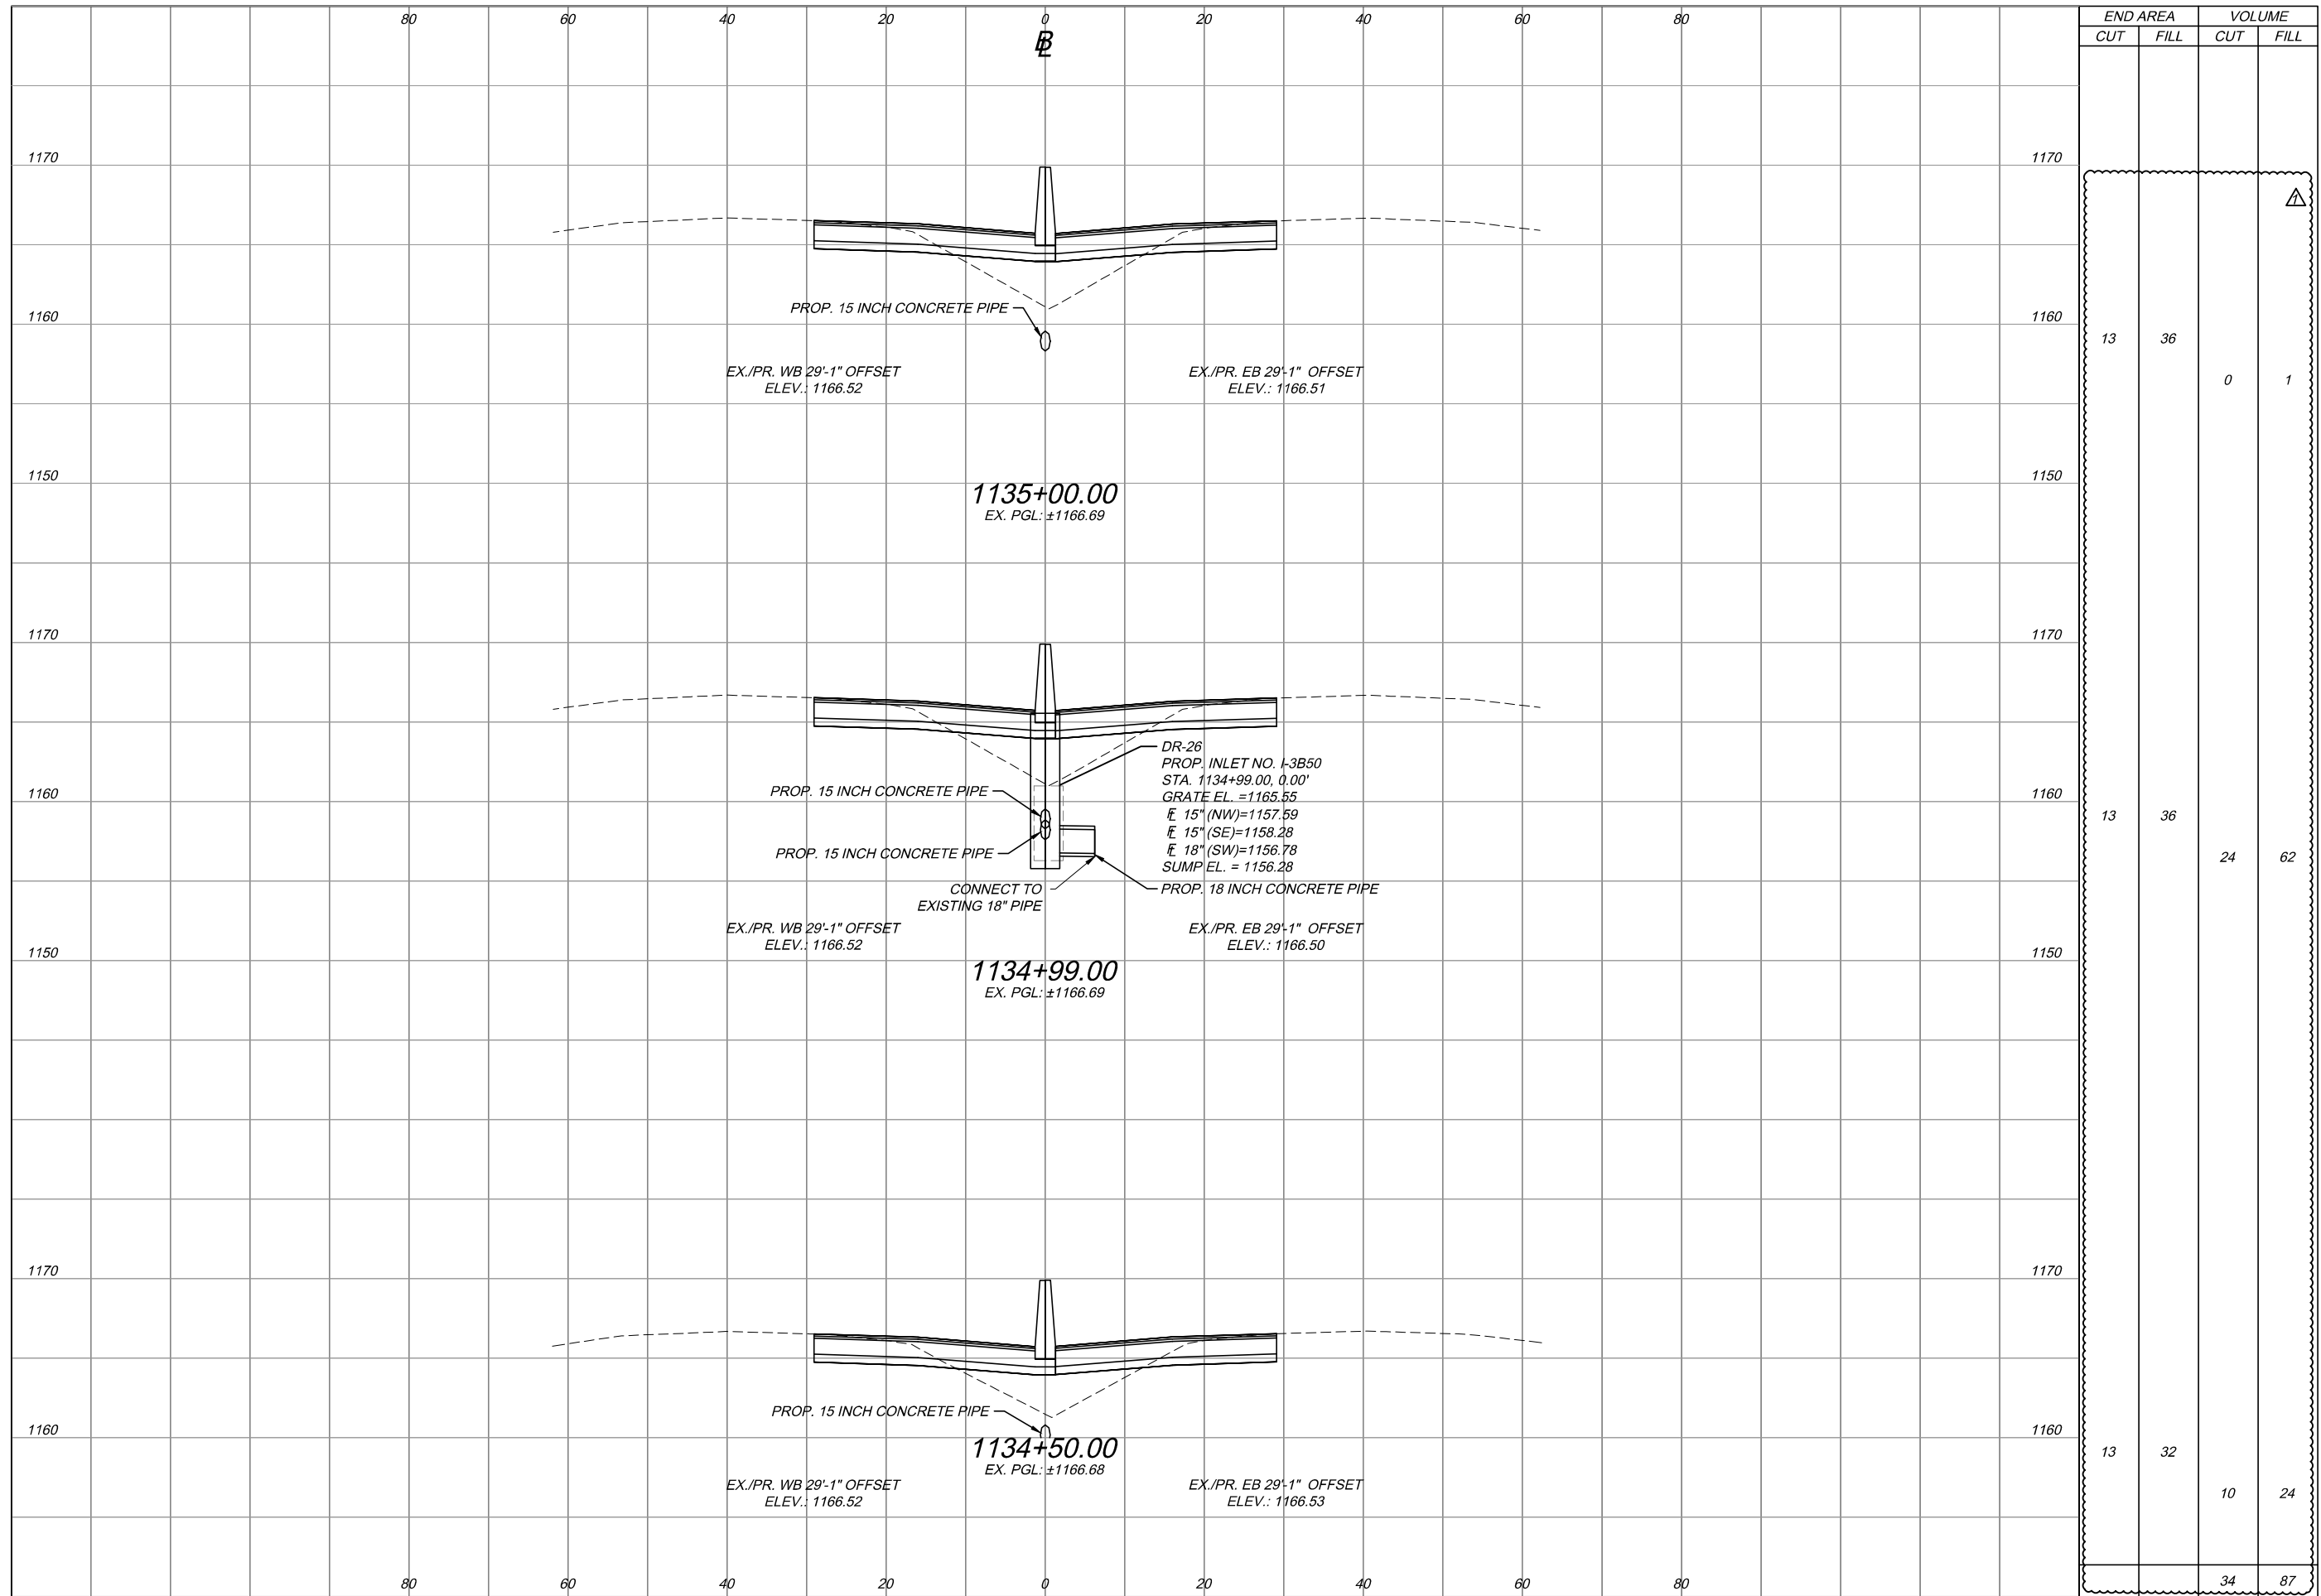 80 60 40 20 0 20 40 60 80
END AREA VOLUME
CUT FILL CUT FILL
1170 1170
1
PROP. 15 INCH CONCRETE PIPE
1160 1160
13 36
EX./PR. WB 29'-1" OFFSET
ELEV.: 1166.52
EX./PR. EB 29'-1" OFFSET
ELEV.: 1166.51
0 1
1150 1150
1135+00.00
EX. PGL: ±1166.69
1170 1170
DR-26
PROP. INLET NO. I-3B50
STA. 1134+99.00, 0.00'
GRATE EL. =1165.55
15" (NW)=1157.59
15" (SE)=1158.28
18" (SW)=1156.78
SUMP EL. = 1156.28
PROP. 15 INCH CONCRETE PIPE
1160 1160
13 36
PROP. 15 INCH CONCRETE PIPE
24 62
CONNECT TO
EXISTING 18" PIPE
PROP. 18 INCH CONCRETE PIPE
EX./PR. WB 29'-1" OFFSET
ELEV.: 1166.52
EX./PR. EB 29'-1" OFFSET
ELEV.: 1166.50
1150 1150
1134+99.00
EX. PGL: ±1166.69
1170 1170
PROP. 15 INCH CONCRETE PIPE
1160 1160
1134+50.00
EX. PGL: ±1166.68
13 32
EX./PR. WB 29'-1" OFFSET
ELEV.: 1166.52
EX./PR. EB 29'-1" OFFSET
ELEV.: 1166.53
10 24
80 60 40 20 0 20 40 60 80
34 87